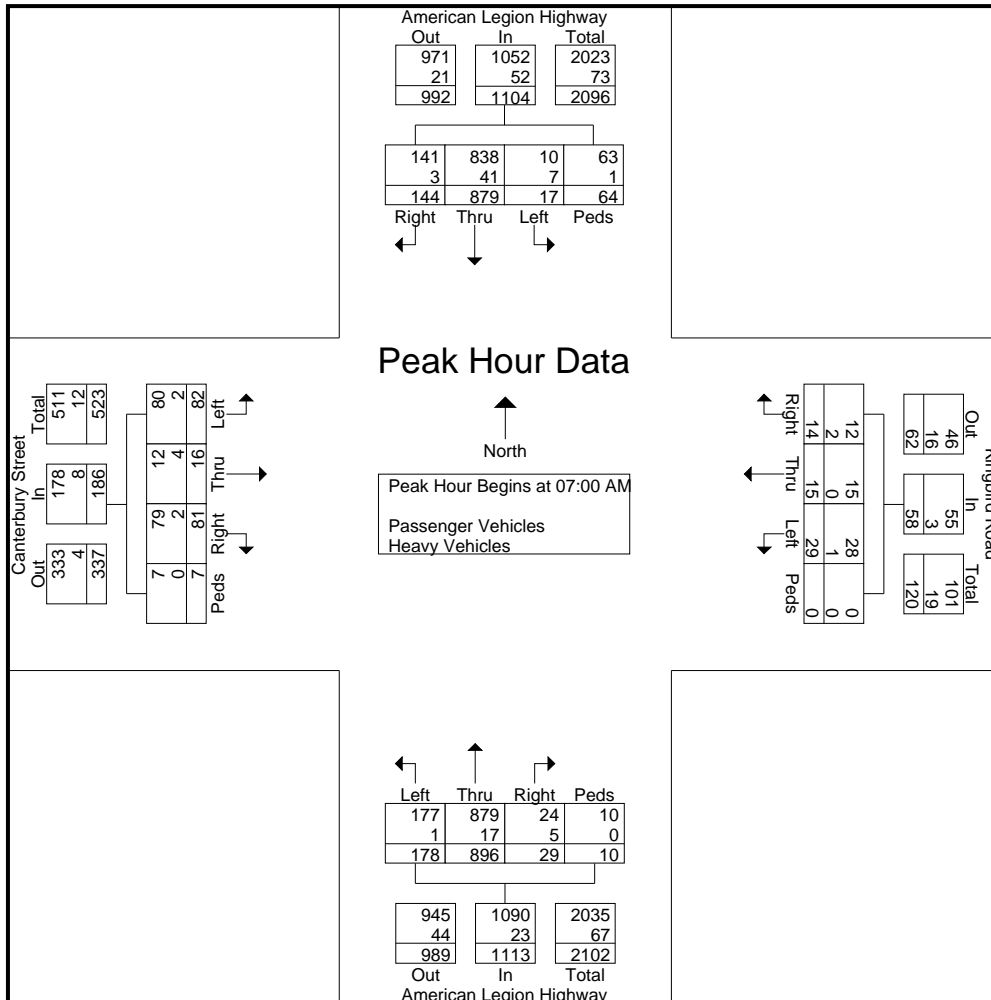 American Legion Highway
Out In Total
971 1052 2023
21 52 73
992 1104 2096
141 838 10 63
3 41 7 1
144 879 17 64
Right Thru Left Peds
Peak Hour Data
North
Peak Hour Begins at 07:00 AM
Passenger Vehicles
Heavy Vehicles
Canterbury Street
Total In Out
511 178 333
12 8 4
523 186 337
80 12 79 7
2 4 2 0
82 16 81 7
Left Thru Right Peds
Right Thru Left Peds
14 15 29 0
2 0 1 0
12 15 28 0
62 58 120
16 3 19
46 55 101
Out In Total
Road
Left Thru Right Peds
177 879 24 10
1 17 5 0
178 896 29 10
945 1090 2035
44 23 67
989 1113 2102
Out In Total
American Legion Highway